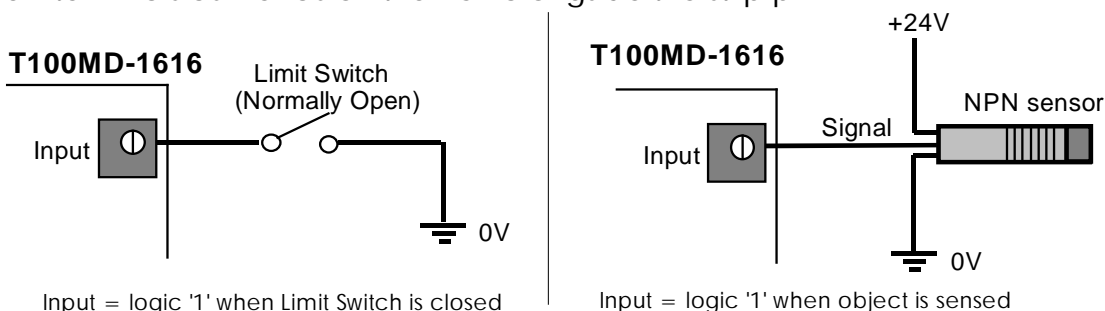 T100MD-1616
Limit Switch
(Normally Open)
Input
0V
Input = logic '1' when Limit Switch is closed
+24V
T100MD-1616
NPN sensor
Signal
Input
0V
Input = logic '1' when object is sensed